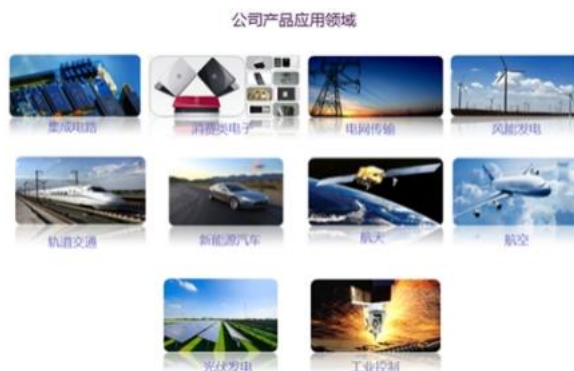 公司产品应用领域
集成电路
消费类电子
电网传输
风能发电
轨道交通
新能源汽车
航天
航空
光伏发电
工业控制